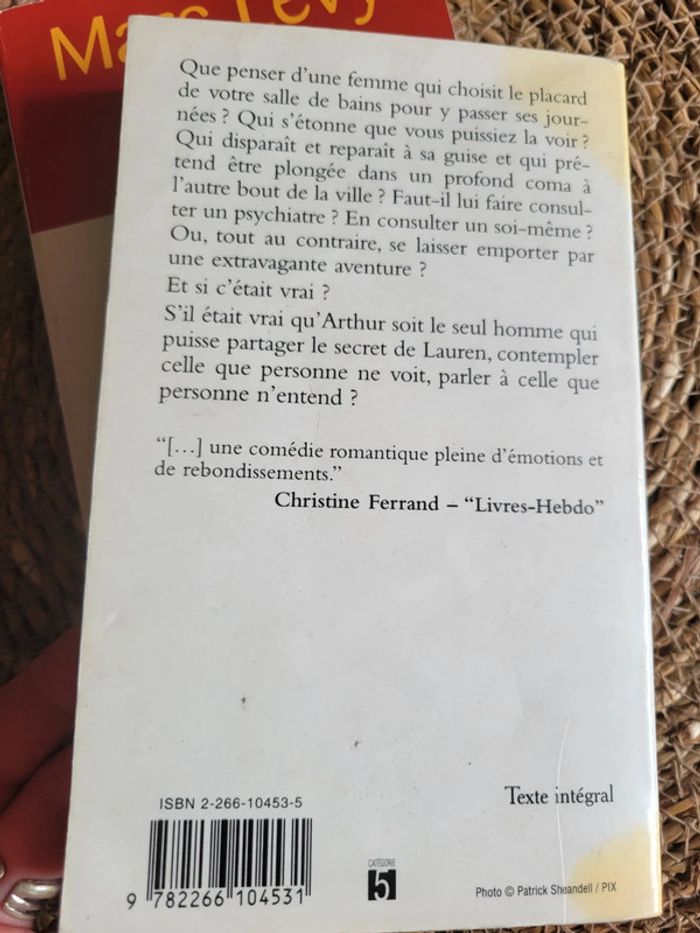 Marc Levy
Que penser d'une femme qui choisit le placard
de votre salle de bains pour y passer ses jour-
nées ? Qui s'étonne que vous puissiez la voir ?
Qui disparaît et reparaît à sa guise et qui pré-
tend être plongée dans un profond coma à
l'autre bout de la ville ? Faut-il lui faire consul-
ter un psychiatre ? En consulter un soi-même ?
Ou, tout au contraire, se laisser emporter par
une extravagante aventure ?
Et si c'était vrai ?
S'il était vrai qu'Arthur soit le seul homme qui
puisse partager le secret de Lauren, contempler
celle que personne ne voit, parler à celle que
personne n'entend ?
“[…] une comédie romantique pleine d'émotions et
de rebondissements.”
Christine Ferrand – “Livres-Hebdo”
Texte intégral
ISBN 2-266-10453-5
9 782266 104531
CATÉGORIE
5
Photo © Patrick Sheandell / PIX